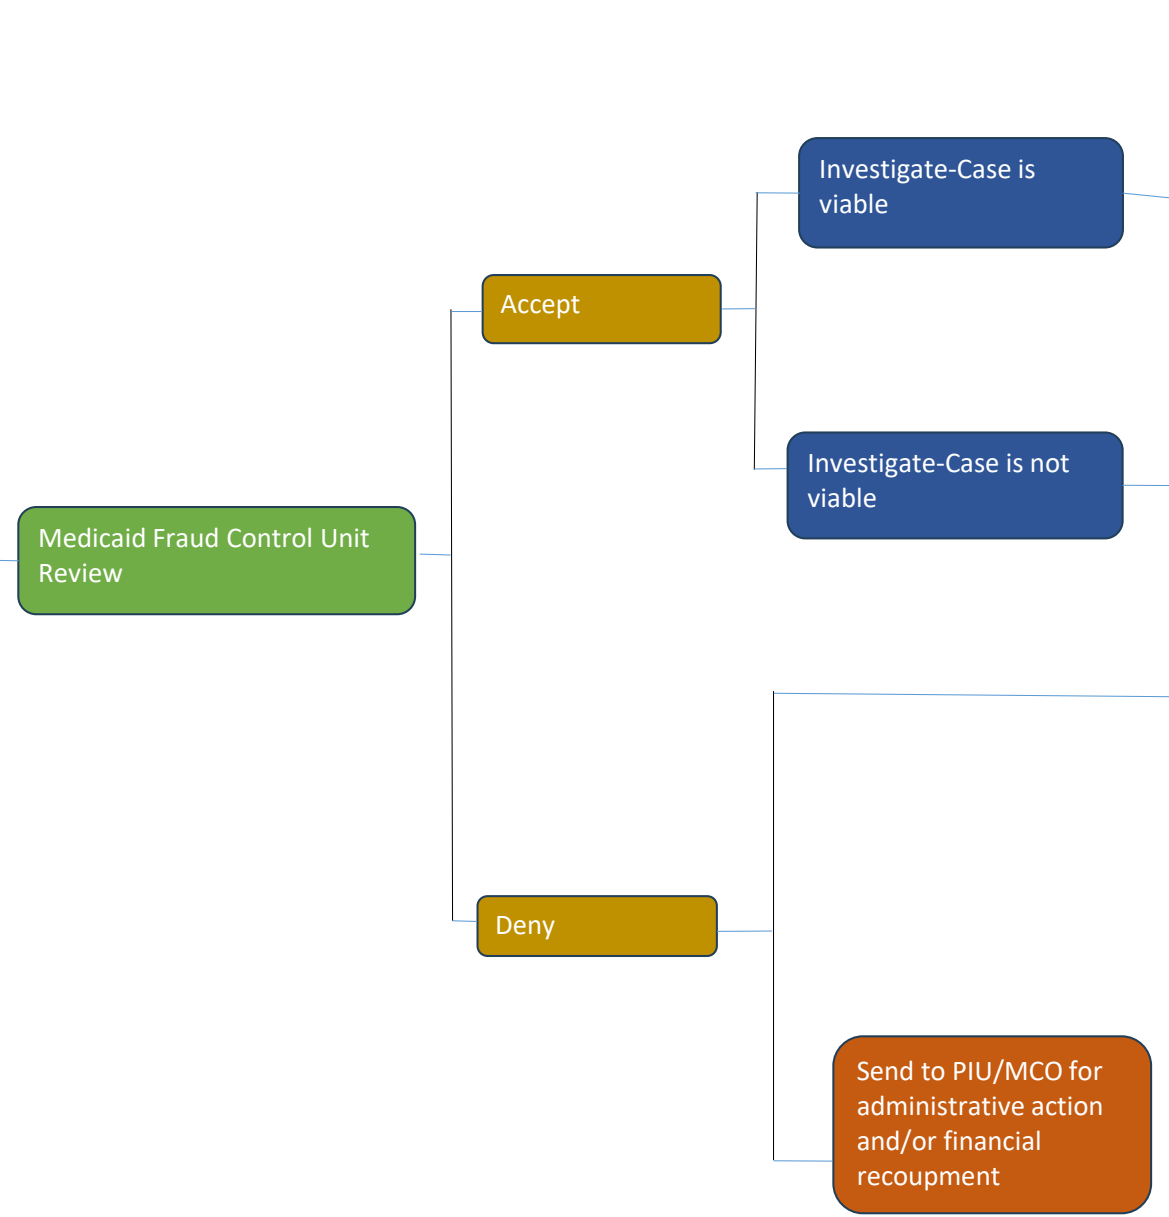 Investigate-Case is
viable
Accept
Investigate-Case is not
viable
Medicaid Fraud Control Unit
Review
Deny
Send to PIU/MCO for
administrative action
and/or financial
recoupment